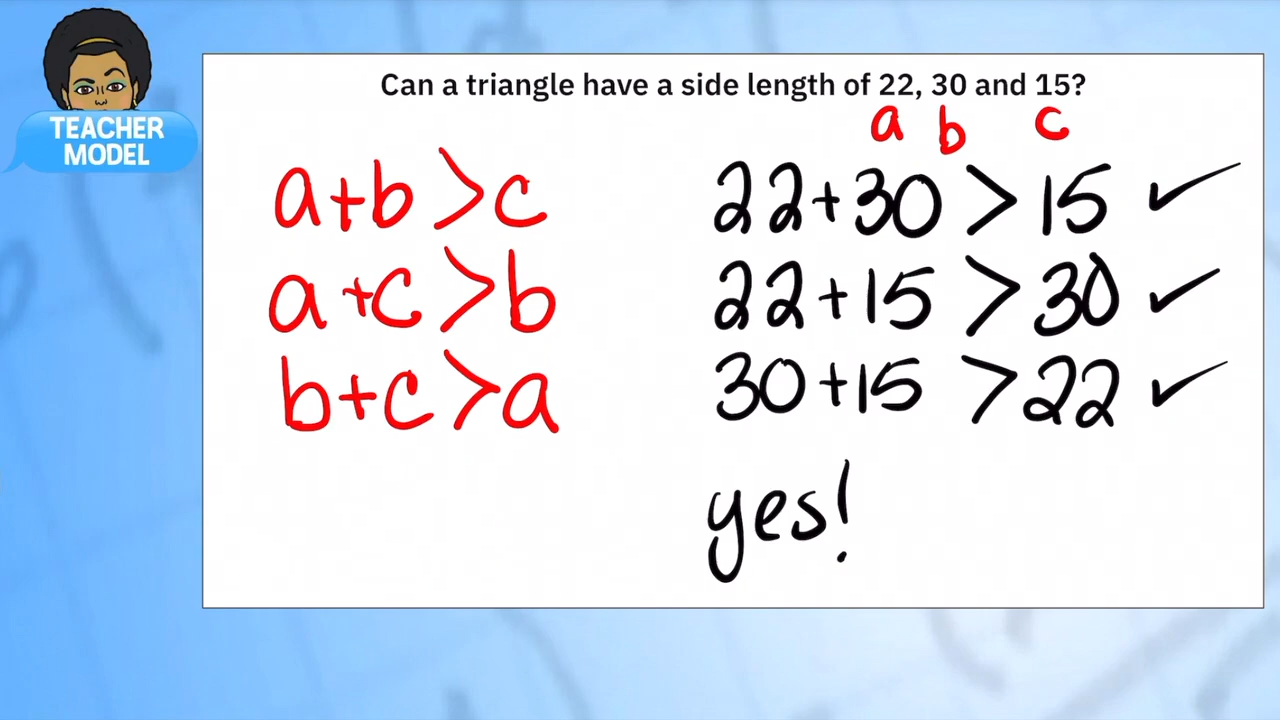 TEACHER
MODEL
Can a triangle have a side length of 22, 30 and 15?
a b c
a+b>c
22+30>15 ✓
a+c>b
22+15>30 ✓
b+c>a
30+15>22 ✓
yes!